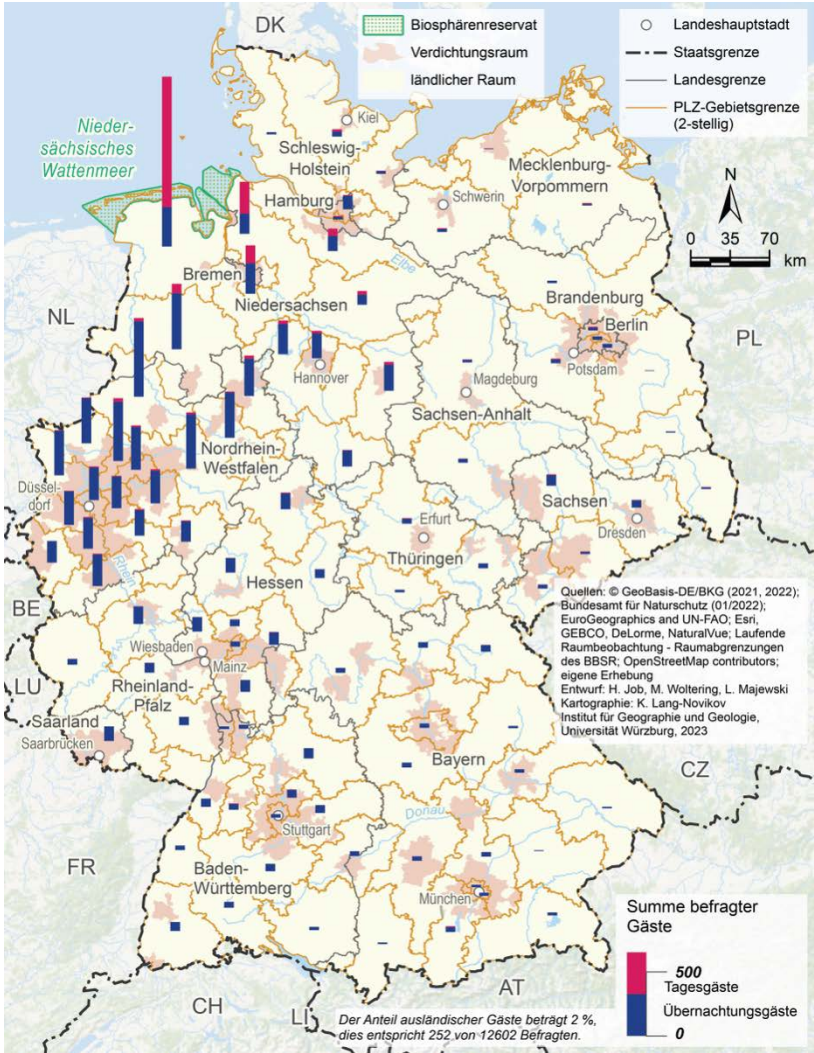 DK
Biosphärenreservat
Verdichtungsraum
ländlicher Raum
Landeshauptstadt
Staatsgrenze
Landesgrenze
PLZ-Gebietsgrenze
(2-stellig)
Nieder-
sächsisches
Wattenmeer
Kiel
Schleswig-
Holstein
Mecklenburg-
Vorpommern
Hamburg
Schwerin
N
0 35 70
km
Elbe
Bremen
Niedersachsen
NL
Brandenburg
Berlin
PL
Potsdam
Hannover
Magdeburg
Sachsen-Anhalt
Nordrhein-
Westfalen
Düssel-
dorf
Sachsen
Dresden
Erfurt
Thüringen
Rhein
Hessen
BE
Quellen: © GeoBasis-DE/BKG (2021, 2022);
Bundesamt für Naturschutz (01/2022);
EuroGeographics and UN-FAO; Esri,
GEBCO, DeLorme, NaturalVue; Laufende
Raumbeobachtung - Raumabgrenzungen
des BBSR; OpenStreetMap contributors;
eigene Erhebung
Entwurf: H. Job, M. Woltering, L. Majewski
Kartographie: K. Lang-Novikov
Institut für Geographie und Geologie,
Universität Würzburg, 2023
Wiesbaden
Mainz
LU
Rheinland-
Pfalz
Saarland
Saarbrücken
Bayern
CZ
Donau
Stuttgart
FR
Baden-
Württemberg
München
Summe befragter
Gäste
500
Tagesgäste
Übernachtungsgäste
0
CH
LI
AT
Der Anteil ausländischer Gäste beträgt 2 %,
dies entspricht 252 von 12602 Befragten.